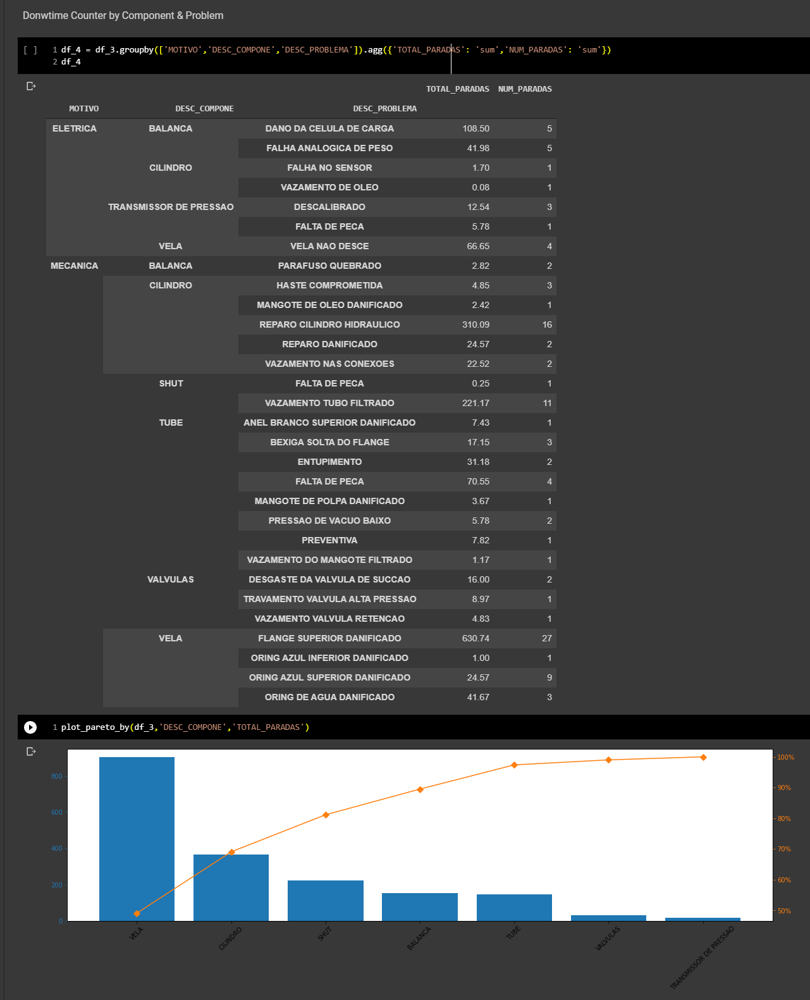 Donwtime Counter by Component & Problem
[ ] 1 df_4 = df_3.groupby(['MOTIVO','DESC_COMPONE','DESC_PROBLEMA']).agg({'TOTAL_PARADAS': 'sum','NUM_PARADAS': 'sum'})
2 df_4
TOTAL_PARADAS NUM_PARADAS
MOTIVO DESC_COMPONE DESC_PROBLEMA
ELETRICA BALANCA DANO DA CELULA DE CARGA 108.50 5
FALHA ANALOGICA DE PESO 41.98 5
CILINDRO FALHA NO SENSOR 1.70 1
VAZAMENTO DE OLEO 0.08 1
TRANSMISSOR DE PRESSAO DESCALIBRADO 12.54 3
FALTA DE PECA 5.78 1
VELA VELA NAO DESCE 66.65 4
MECANICA BALANCA PARAFUSO QUEBRADO 2.82 2
CILINDRO HASTE COMPROMETIDA 4.85 3
MANGOTE DE OLEO DANIFICADO 2.42 1
REPARO CILINDRO HIDRAULICO 310.09 16
REPARO DANIFICADO 24.57 2
VAZAMENTO NAS CONEXOES 22.52 2
SHUT FALTA DE PECA 0.25 1
VAZAMENTO TUBO FILTRADO 221.17 11
TUBE ANEL BRANCO SUPERIOR DANIFICADO 7.43 1
BEXIGA SOLTA DO FLANGE 17.15 3
ENTUPIMENTO 31.18 2
FALTA DE PECA 70.55 4
MANGOTE DE POLPA DANIFICADO 3.67 1
PRESSAO DE VACUO BAIXO 5.78 2
PREVENTIVA 7.82 1
VAZAMENTO DO MANGOTE FILTRADO 1.17 1
VALVULAS DESGASTE DA VALVULA DE SUCCAO 16.00 2
TRAVAMENTO VALVULA ALTA PRESSAO 8.97 1
VAZAMENTO VALVULA RETENCAO 4.83 1
VELA FLANGE SUPERIOR DANIFICADO 630.74 27
ORING AZUL INFERIOR DANIFICADO 1.00 1
ORING AZUL SUPERIOR DANIFICADO 24.57 9
ORING DE AGUA DANIFICADO 41.67 3
1 plot_pareto_by(df_3,'DESC_COMPONE','TOTAL_PARADAS')
100%
800
90%
600
80%
400
70%
200
60%
50%
0
VELA CILINDRO SHUT BALANCA TUBE VALVULAS TRANSMISSOR DE PRESSAO